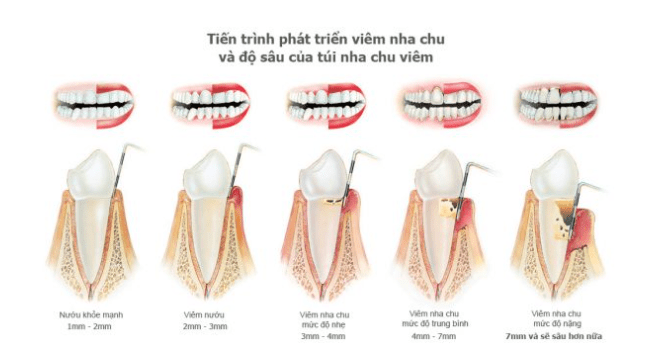 Tiến trình phát triển viêm nha chu
và độ sâu của túi nha chu viêm
Nướu khỏe mạnh
1mm - 2mm
Viêm nướu
2mm - 3mm
Viêm nha chu
mức độ nhẹ
3mm - 4mm
Viêm nha chu
mức độ trung bình
4mm - 7mm
Viêm nha chu
mức độ nặng
7mm và sẽ sâu hơn nữa